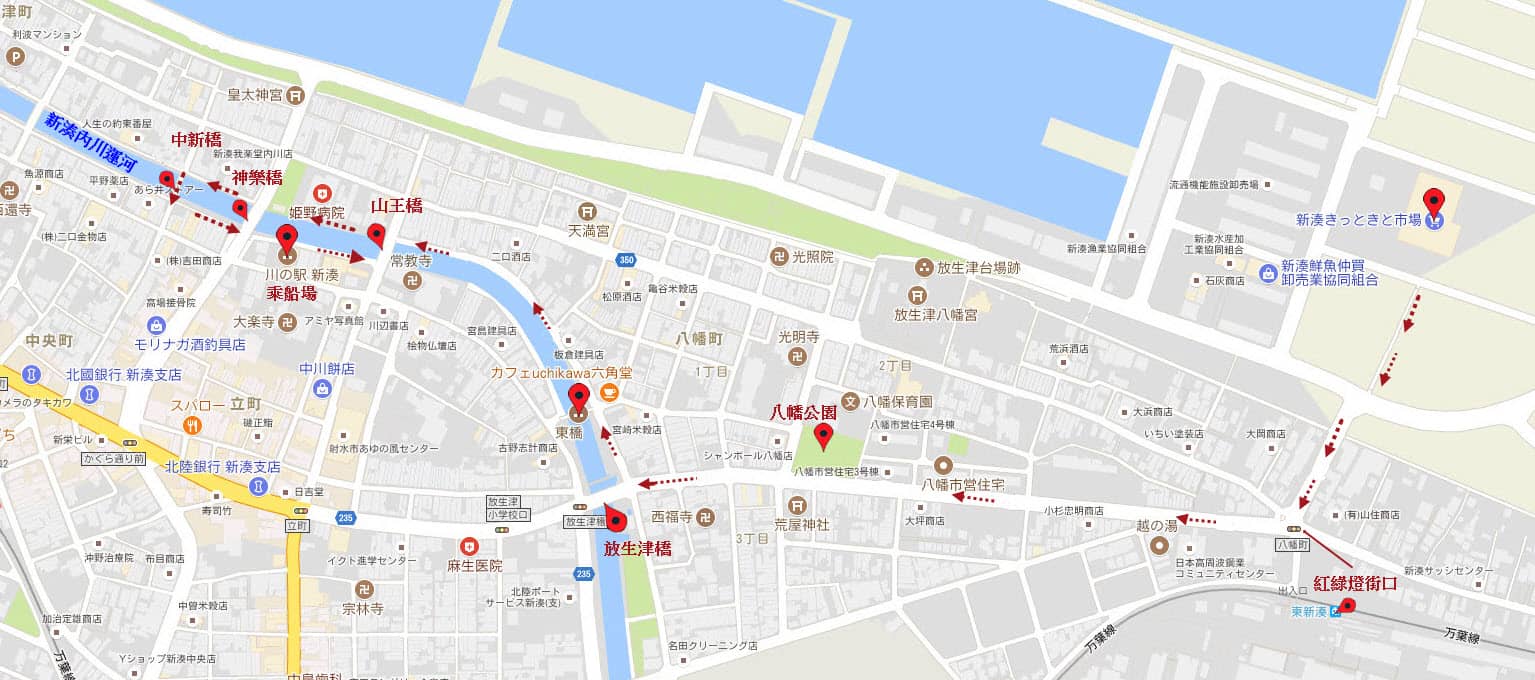 津町
利波マンション
P
皇太神宮
人生の約束番屋
新湊内川運河
中新橋
新湊我楽堂内川店
魚源商店
平野薬店
あら井
アー
神樂橋
姫野病院
山王橋
西還寺
(株)二口金物店
(株)吉田商店
川の駅 新湊
乘船場
常教寺
二口酒店
天満宮
350
光照院
放生津台場跡
放生津八幡宮
松原酒店
亀谷米穀店
高場接骨院
大楽寺
アミヤ写真館
川辺書店
桧物仏壇店
宮島建具店
板倉建具店
八幡町
1丁目
光明寺
2丁目
中央町
モリナガ酒釣具店
北國銀行 新湊支店
中川餅店
カフェuchikawa六角堂
カメラのタキカワ
スパロー
立町
磯正餅
新栄ビル
かぐら通り前
射水市あゆの風センター
古野志計商店
東橋
宮崎米穀店
八幡公園
八幡保育園
八幡市営住宅4号棟
シャンボール八幡店
八幡市営住宅3号棟
八幡市営住宅
北陸銀行 新湊支店
日吉堂
寿司竹
立町
235
放生津
小学校口
放生津橋
放生津橋
西福寺
荒屋神社
3丁目
大坪商店
小杉忠明商店
越の湯
日本高周波鋼業
コミュニティセンター
沖野治療院
布目商店
イクト進学センター
麻生医院
宗林寺
北陸ポート
サービス新湊(支)
235
中曽米穀店
加治定雄商店
Yショップ新湊中央店
万葉線
名田クリーニング店
流通機能施設卸売場
新湊きっときと市場
新湊漁業協同組合
新湊水産加
工業協同組合
石灰商店
新湊鮮魚仲買
卸売業協同組合
荒浜酒店
大浜商店
いちい塗装店
大岡商店
(有)山住商店
八幡町
紅綠燈街口
新湊サッシセンター
出入口
東新湊
万葉線
万葉線